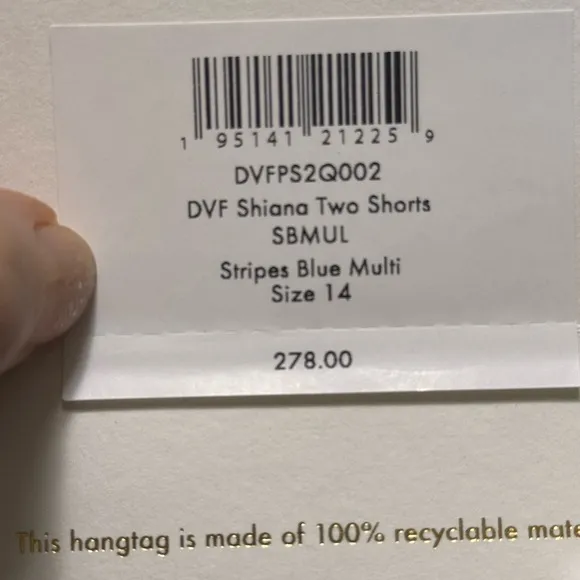 1 95141 21225 9
DVFPS2Q002
DVF Shiana Two Shorts
SBMUL
Stripes Blue Multi
Size 14
278.00
This hangtag is made of 100% recyclable mate